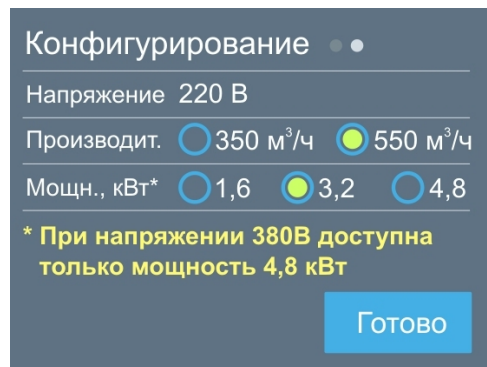 Конфигурирование
Напряжение 220 В
Производит. 350 м³/ч 550 м³/ч
Мощн., кВт* 1,6 3,2 4,8
* При напряжении 380В доступна
только мощность 4,8 кВт
Готово